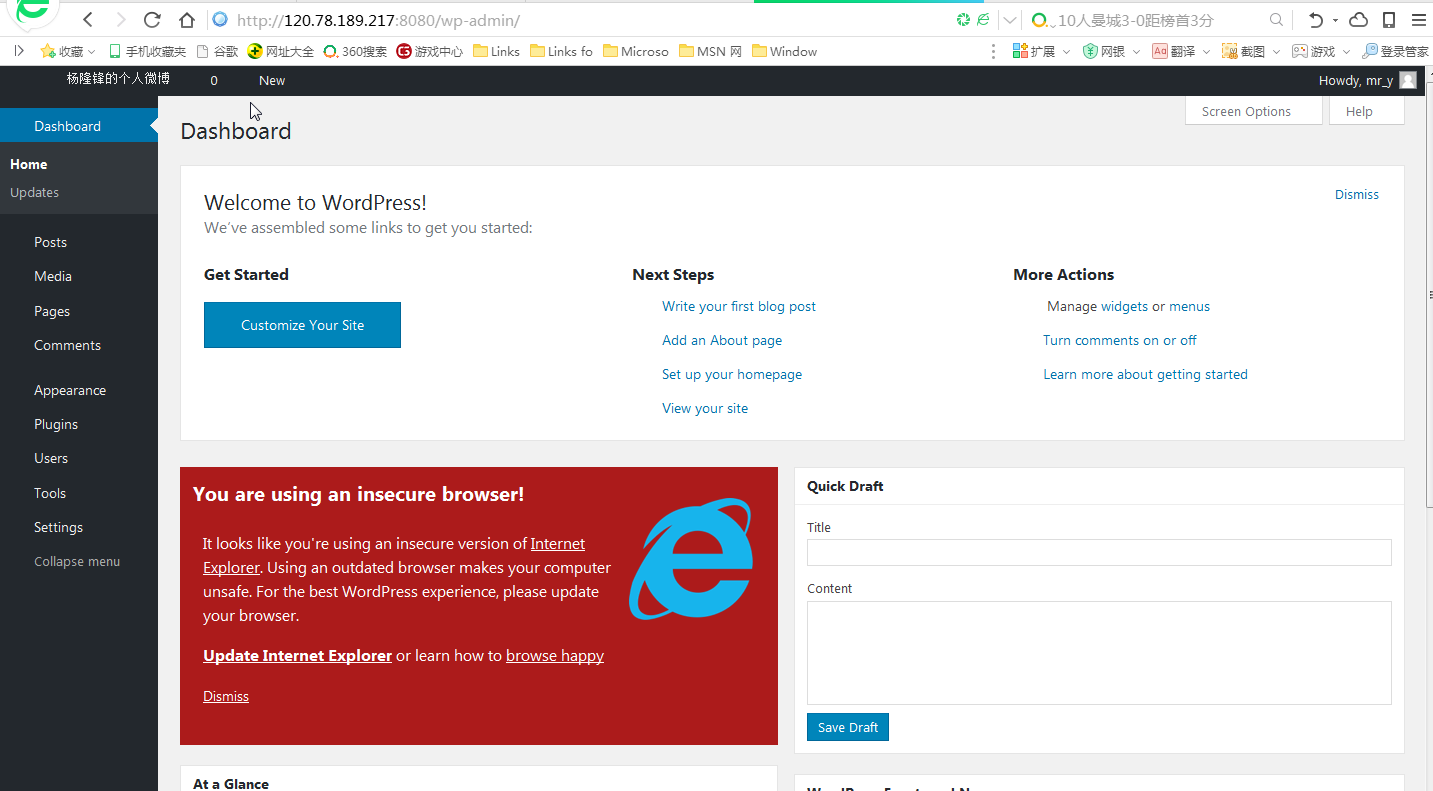 http://120.78.189.217:8080/wp-admin/
10人曼城3-0距榜首3分
收藏 手机收藏夹 谷歌 网址大全 360搜索 游戏中心 Links Links fo Microso MSN 网 Window 扩展 网银 Aa 翻译 截图 游戏 登录管家
杨隆锋的个人微博 0 New Howdy, mr_y
Screen Options Help
Dashboard
Home
Updates
Posts
Media
Pages
Comments
Appearance
Plugins
Users
Tools
Settings
Collapse menu
Dashboard
Welcome to WordPress!
Dismiss
We've assembled some links to get you started:
Get Started
Customize Your Site
Next Steps
Write your first blog post
Add an About page
Set up your homepage
View your site
More Actions
Manage widgets or menus
Turn comments on or off
Learn more about getting started
You are using an insecure browser!
It looks like you're using an insecure version of Internet
Explorer. Using an outdated browser makes your computer
unsafe. For the best WordPress experience, please update
your browser.
Update Internet Explorer or learn how to browse happy
Dismiss
At a Glance
Quick Draft
Title
Content
Save Draft